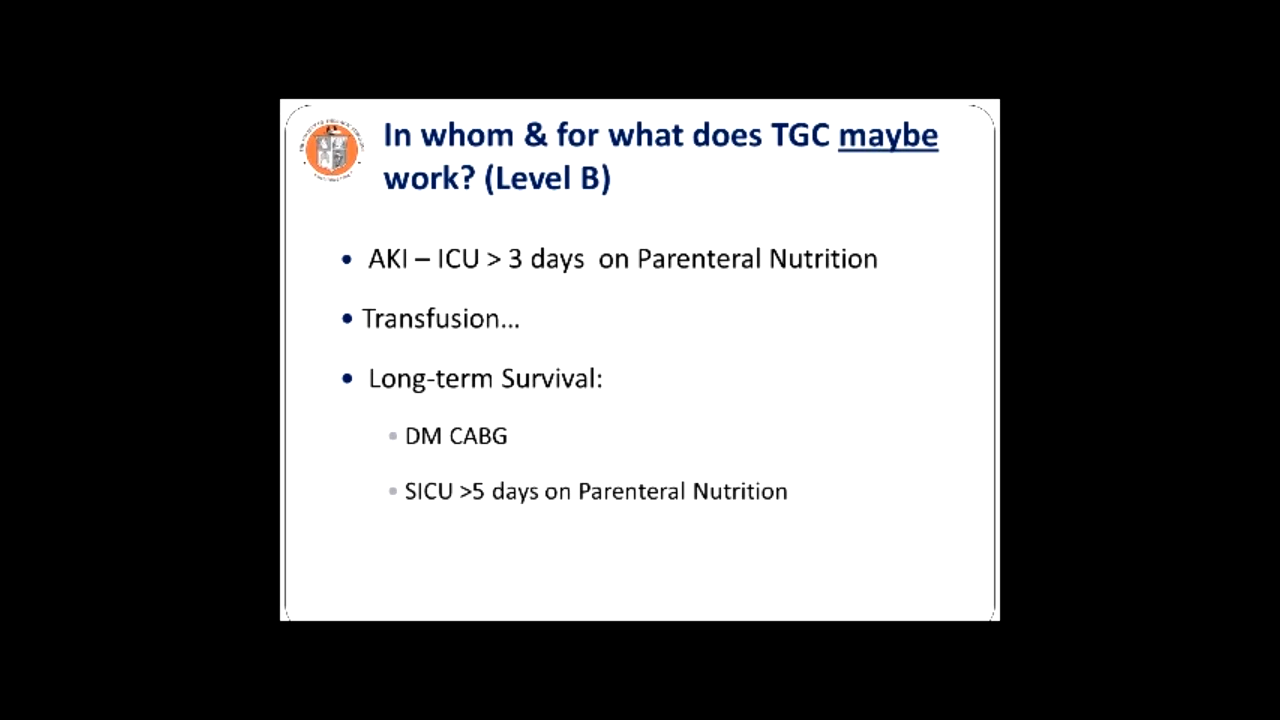 In whom & for what does TGC maybe
work? (Level B)
• AKI – ICU > 3 days on Parenteral Nutrition
• Transfusion...
• Long-term Survival:
• DM CABG
• SICU >5 days on Parenteral Nutrition